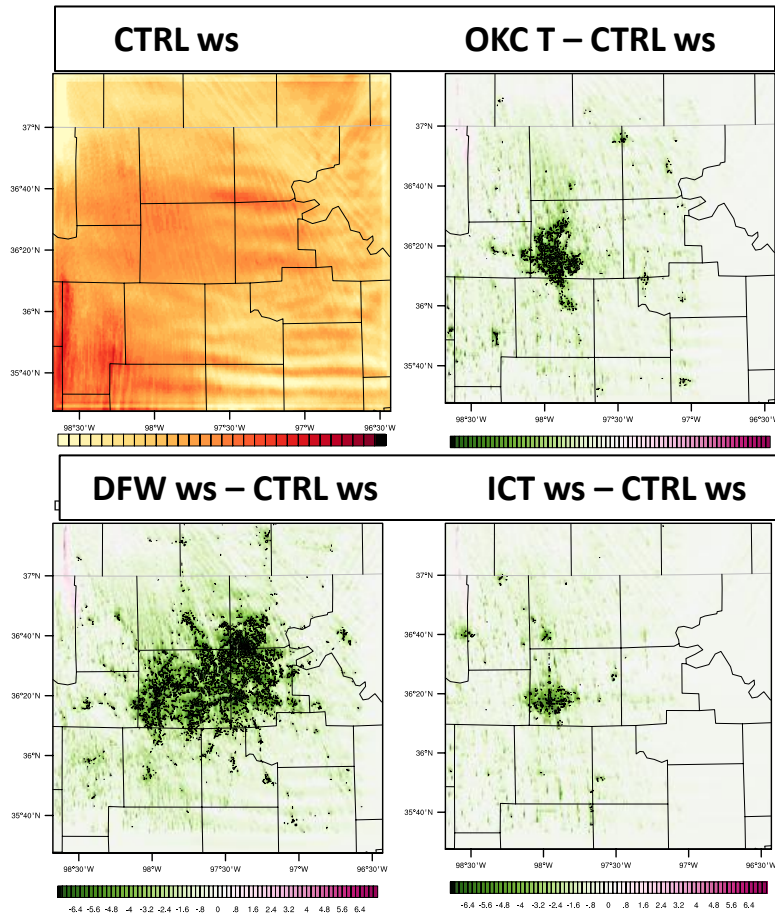 CTRL ws
OKC T – CTRL ws
37°N
36°40'N
36°20'N
36°N
35°40'N
98°30'W 98°W 97°30'W 97°W 96°30'W
37°N
36°40'N
36°20'N
36°N
35°40'N
98°30'W 98°W 97°30'W 97°W 96°30'W
DFW ws – CTRL ws
ICT ws – CTRL ws
37°N
36°40'N
36°20'N
36°N
35°40'N
98°30'W 98°W 97°30'W 97°W 96°30'W
-6.4 -5.6 -4.8 -4 -3.2 -2.4 -1.6 -.8 0 .8 1.6 2.4 3.2 4 4.8 5.6 6.4
37°N
36°40'N
36°20'N
36°N
35°40'N
98°30'W 98°W 97°30'W 97°W 96°30'W
-6.4 -5.6 -4.8 -4 -3.2 -2.4 -1.6 -.8 0 .8 1.6 2.4 3.2 4 4.8 5.6 6.4